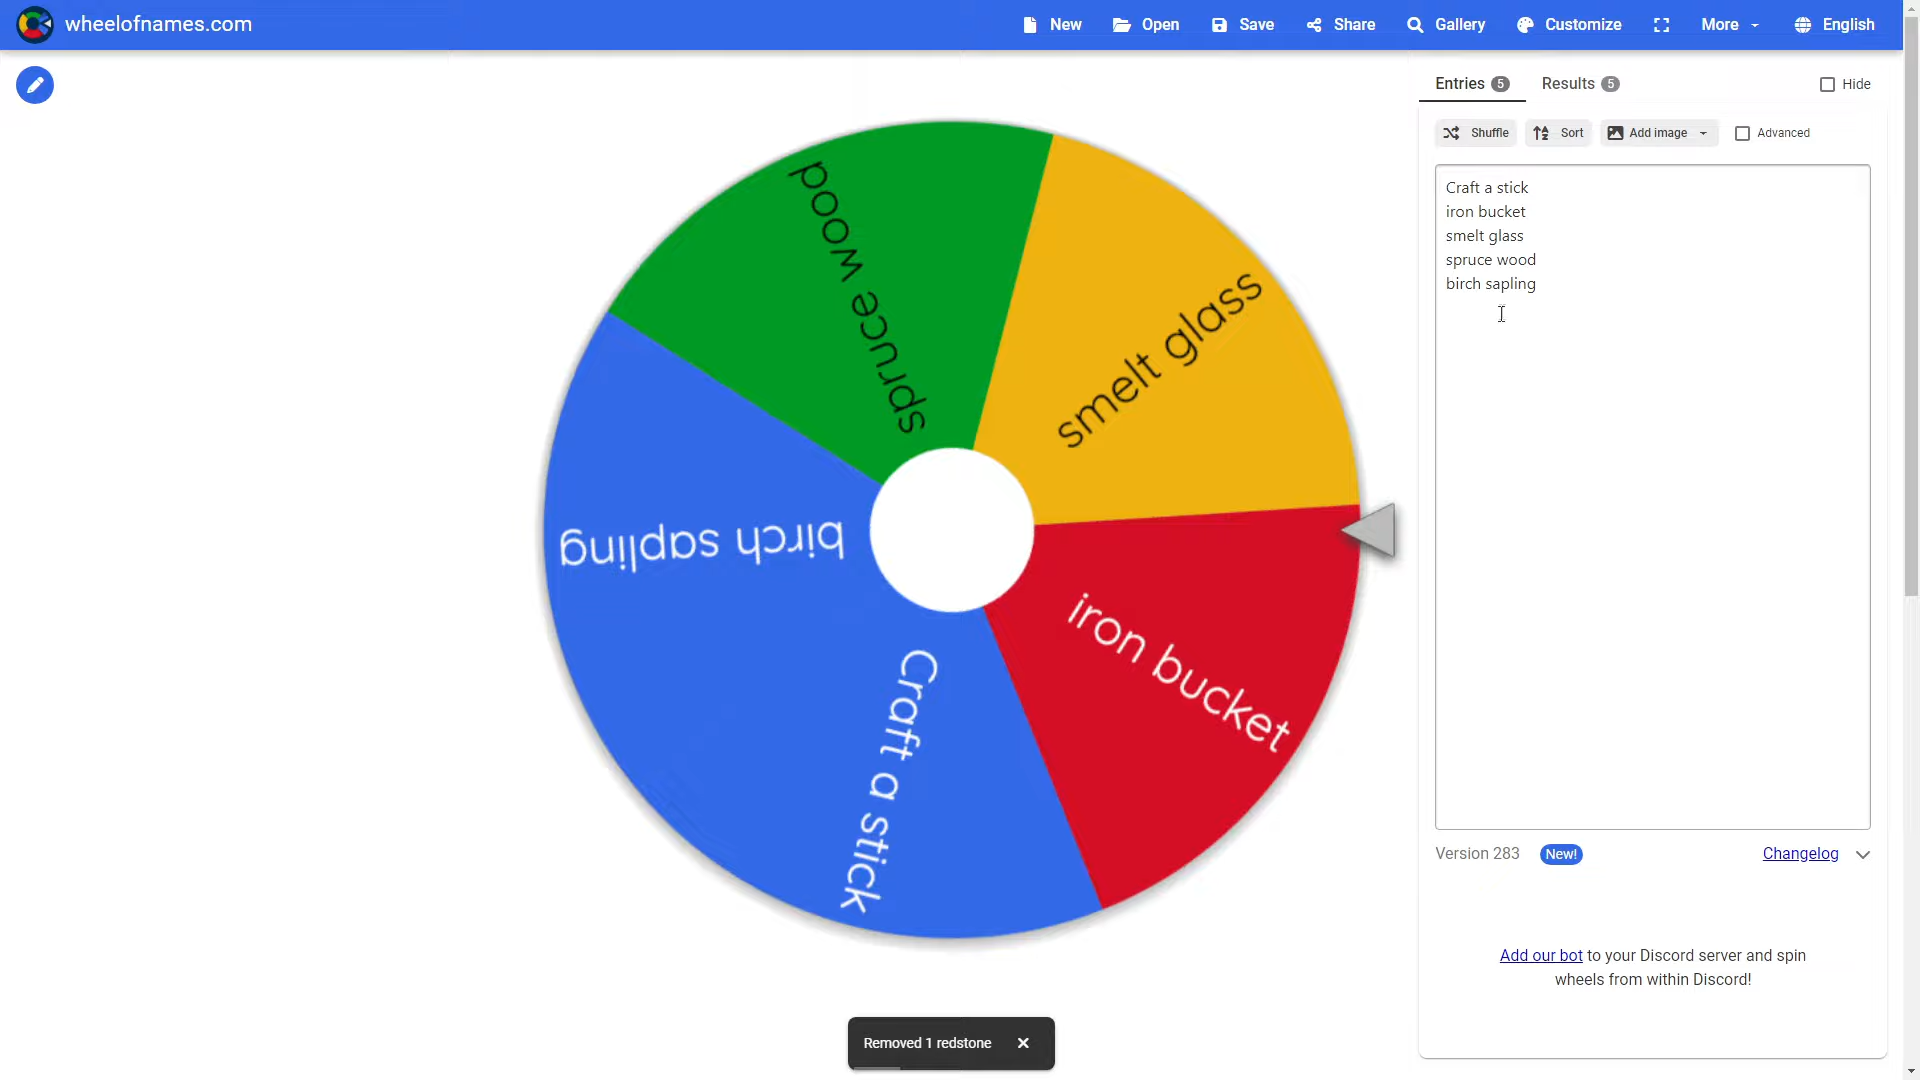 wheelofnames.com
New
Open
Save
Share
Gallery
Customize
More
English
Entries 5
Results 5
Hide
Shuffle
Sort
Add image
Advanced
Craft a stick
iron bucket
smelt glass
spruce wood
birch sapling
spruce wood
smelt glass
birch sapling
iron bucket
Craft a stick
Version 283
New!
Changelog
Add our bot to your Discord server and spin
wheels from within Discord!
Removed 1 redstone